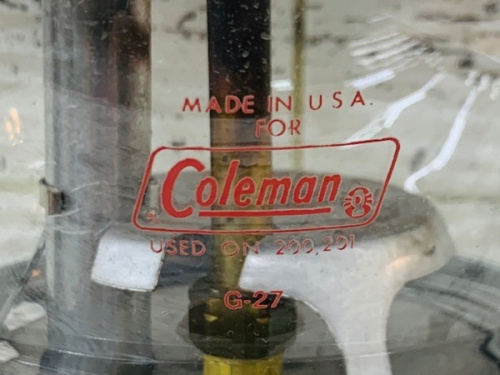 MADE IN U.S.A.
FOR
Coleman
USED ON 200, 201
G-27